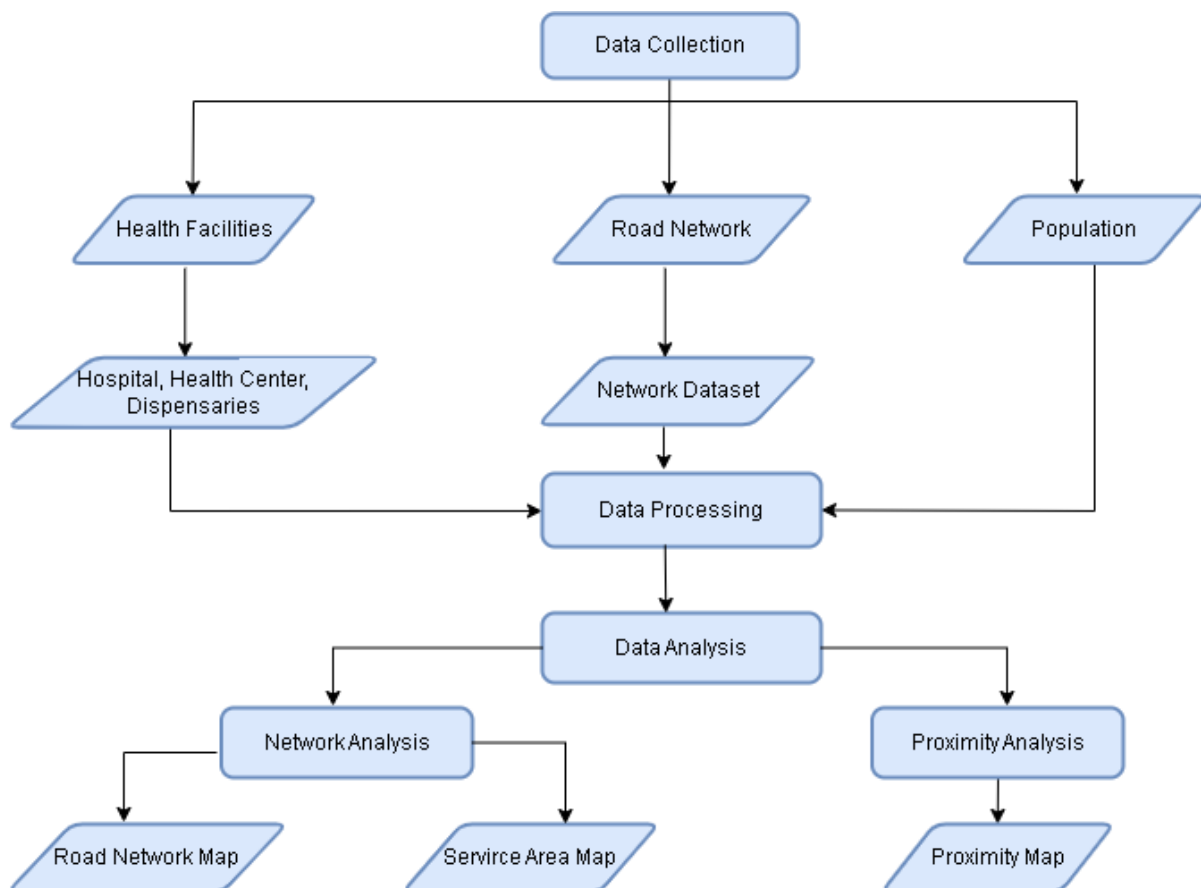 Data Collection
Health Facilities
Road Network
Population
Hospital, Health Center,
Dispensaries
Network Dataset
Data Processing
Data Analysis
Network Analysis
Proximity Analysis
Road Network Map
Servirce Area Map
Proximity Map